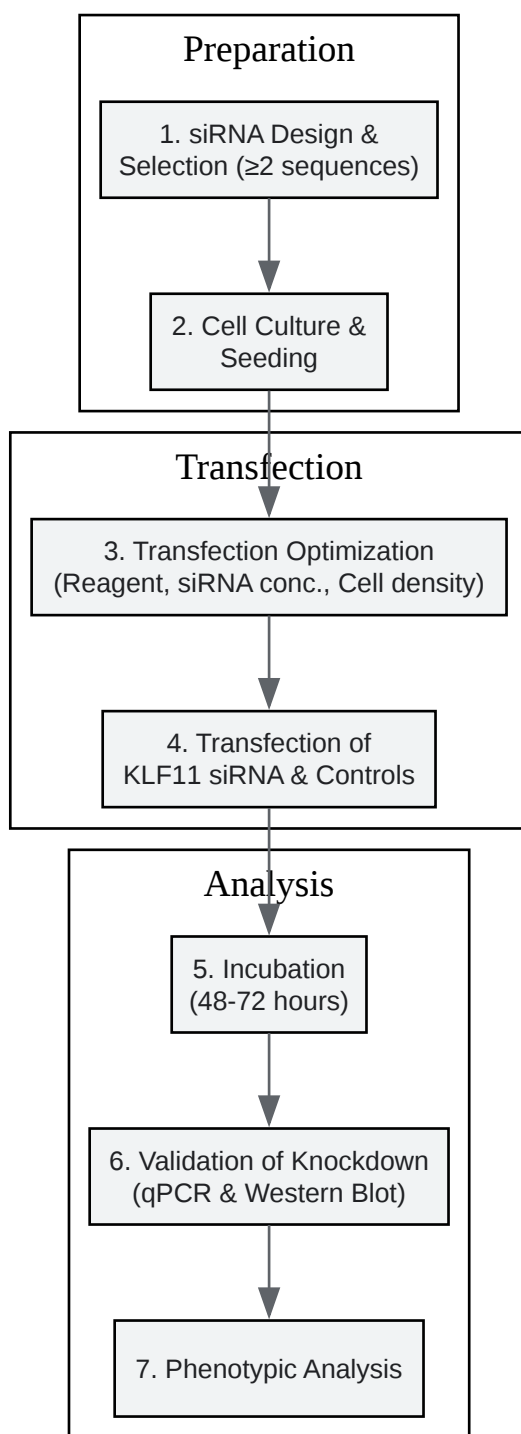 Preparation
1. siRNA Design &
Selection (≥2 sequences)
2. Cell Culture &
Seeding
Transfection
3. Transfection Optimization
(Reagent, siRNA conc., Cell density)
4. Transfection of
KLF11 siRNA & Controls
Analysis
5. Incubation
(48-72 hours)
6. Validation of Knockdown
(qPCR & Western Blot)
7. Phenotypic Analysis